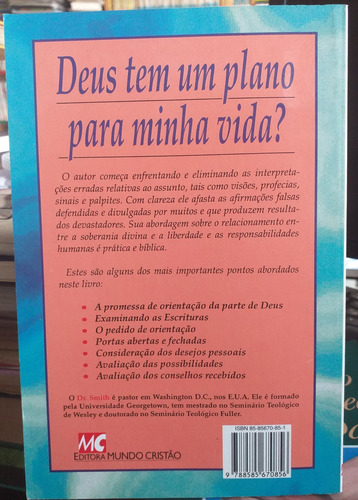 Deus tem um plano
para minha vida?
O autor começa enfrentando e eliminando as interpreta-
ções erradas relativas ao assunto, tais como visões, profecias,
sinais e palpites. Com clareza ele afasta as afirmações falsas
defendidas e divulgadas por muitos e que produzem resulta-
dos devastadores. Sua abordagem sobre o relacionamento en-
tre a soberania divina e a liberdade e as responsabilidades
humanas é prática e bíblica.
Estes são alguns dos mais importantes pontos abordados
neste livro:
• A promessa de orientação da parte de Deus
• Examinando as Escrituras
• O pedido de orientação
• Portas abertas e fechadas
• Consideração dos desejos pessoais
• Avaliação das possibilidades
• Avaliação dos conselhos recebidos
O Dr. Smith é pastor em Washington D.C., nos E.U.A. Ele é formado
pela Universidade Georgetown, tem mestrado no Seminário Teológico
de Wesley e doutorado no Seminário Teológico Fuller.
MC
EDITORA MUNDO CRISTÃO
ISBN 85-85670-85-1
9 788585 670856